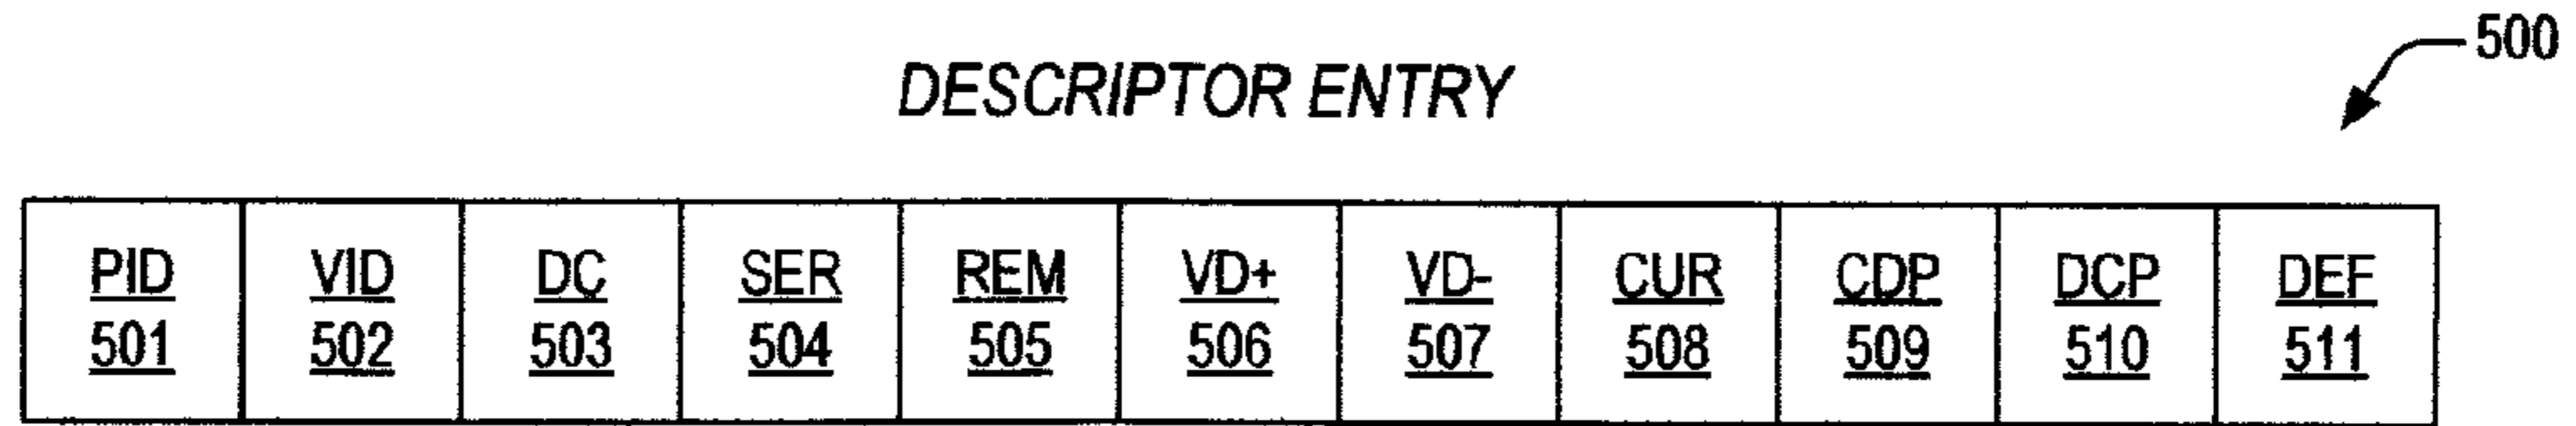 500
DESCRIPTOR ENTRY
PID VID DC SER REM VD+ VD- CUR CDP DCP DEF
501 502 503 504 505 506 507 508 509 510 511